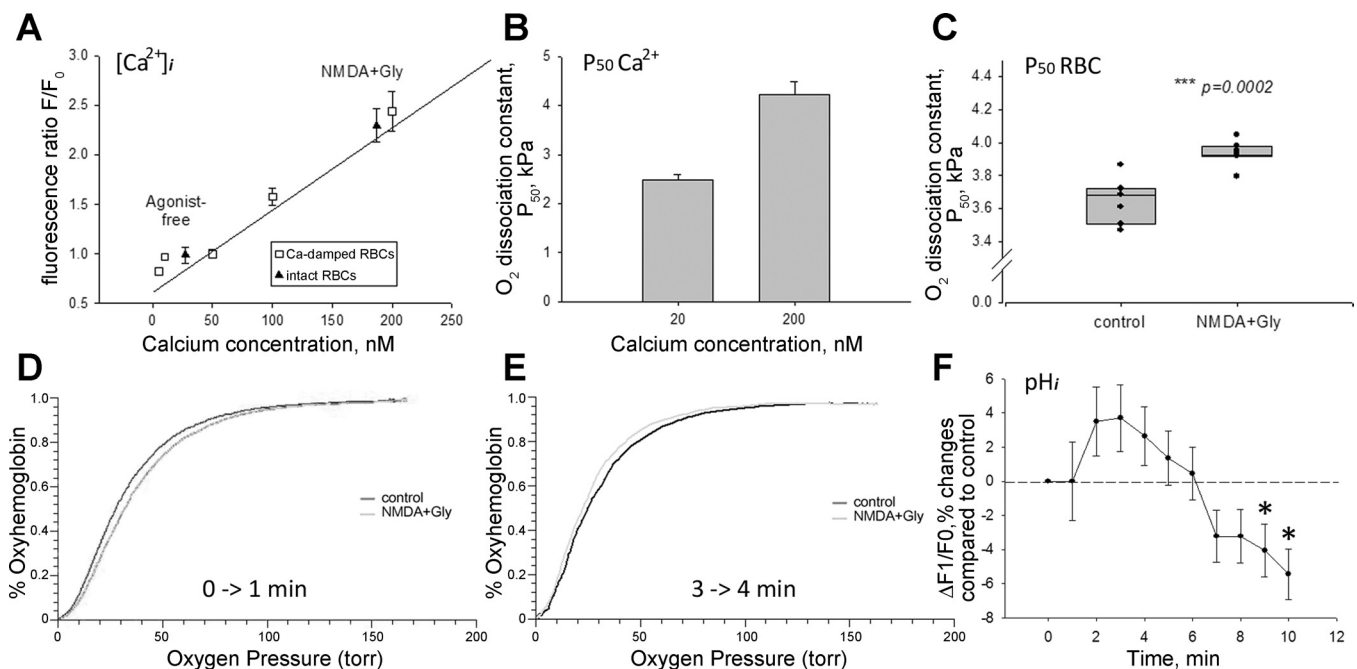 A
[Ca²⁺]i
fluorescence ratio F/F₀
3.0
2.5
2.0
1.5
1.0
0.5
NMDA+Gly
Agonist-
free
Ca-damped RBCs
intact RBCs
0
50
100
150
200
250
Calcium concentration, nM
B
P₅₀ Ca²⁺
O₂ dissociation constant,
P₅₀, kPa
5
4
3
2
1
0
20
200
Calcium concentration, nM
C
P₅₀ RBC
*** p=0.0002
O₂ dissociation constant,
P₅₀, kPa
4.4
4.2
4.0
3.8
3.6
3.4
0.0
control
NMDA+Gly
D
% Oxyhemoglobin
1.0
0.8
0.6
0.4
0.2
0
control
NMDA+Gly
0 -> 1 min
0
50
100
150
200
Oxygen Pressure (torr)
E
% Oxyhemoglobin
1.0
0.8
0.6
0.4
0.2
0
control
NMDA+Gly
3 -> 4 min
0
50
100
150
200
Oxygen Pressure (torr)
F
pHi
ΔF1/F0,% changes
compared to control
6
4
2
0
-2
-4
-6
-8
* *
0
2
4
6
8
10
12
Time, min